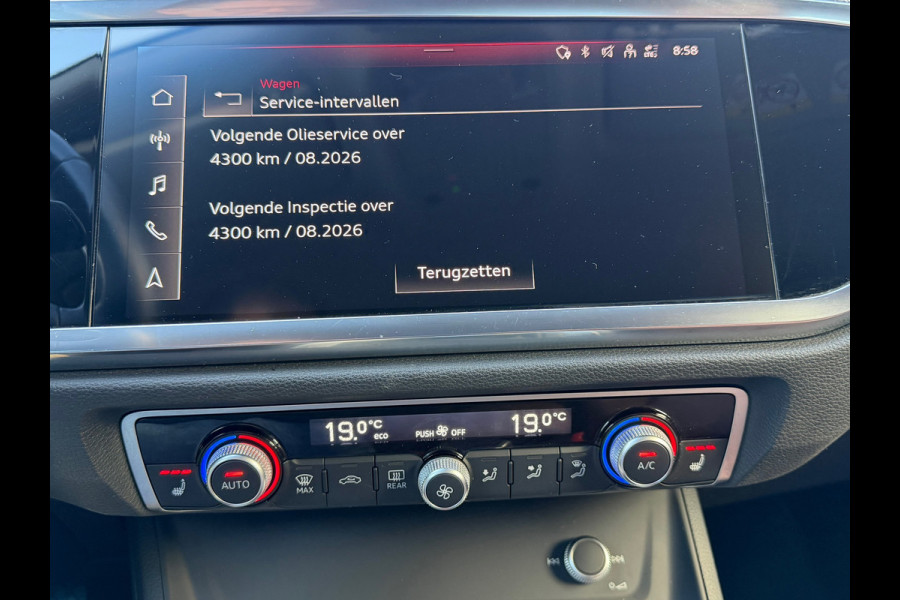 8:58
Wagen
Service-intervallen
Volgende Olieservice over
4300 km / 08.2026
Volgende Inspectie over
4300 km / 08.2026
Terugzetten
19.0°C eco
PUSH OFF
19.0°C
AUTO
MAX
REAR
A/C